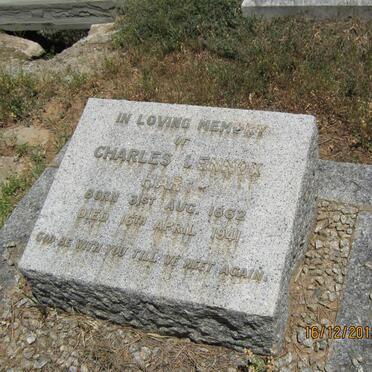 IN LOVING MEMORY
OF
CHARLES LENNOX
BORN 31ST AUG. 1862
DIED 16TH APRIL 1941
GOD BE WITH YOU TILL WE MEET AGAIN
16/12/201